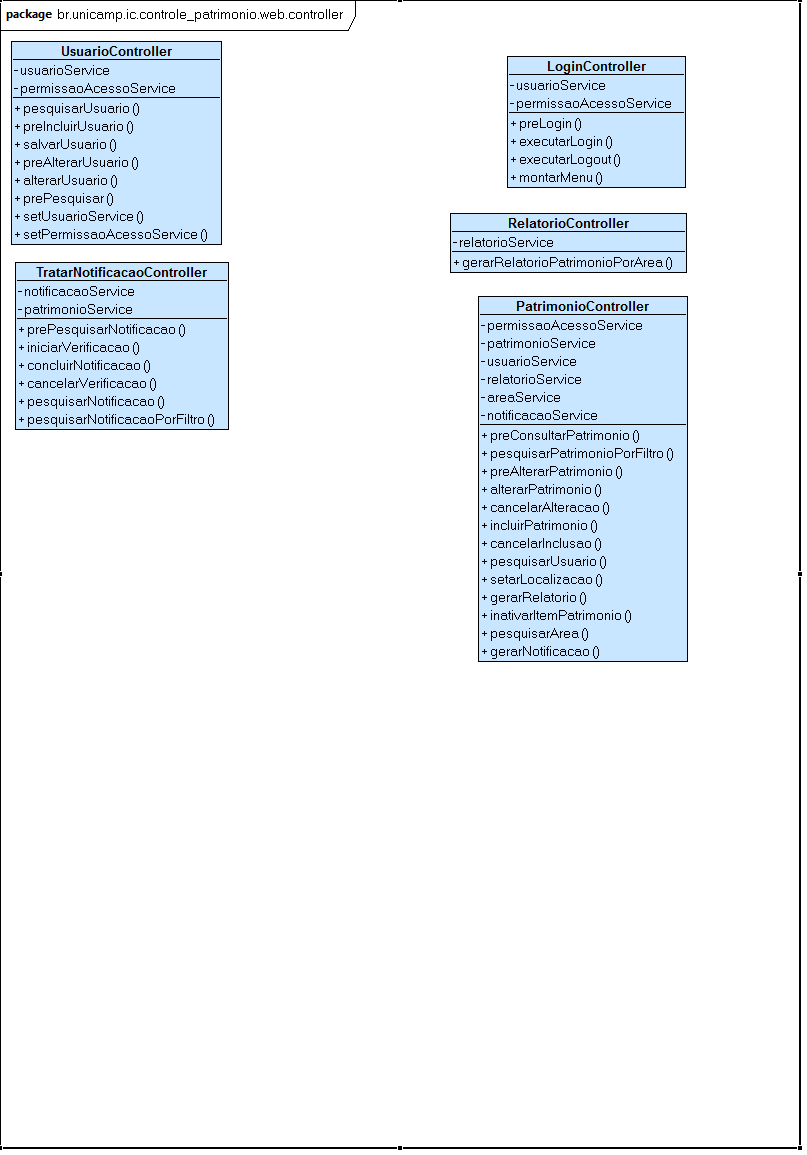 package br.unicamp.ic.controle_patrimonio.web.controller
UsuarioController
-usuarioService
-permissaoAcessoService
+pesquisarUsuario()
+preIncluirUsuario()
+salvarUsuario()
+preAlterarUsuario()
+alterarUsuario()
+prePesquisar()
+setUsuarioService()
+setPermissaoAcessoService()
TratarNotificacaoController
-notificacaoService
-patrimonioService
+prePesquisarNotificacao()
+iniciarVerificacao()
+concluirNotificacao()
+cancelarVerificacao()
+pesquisarNotificacao()
+pesquisarNotificacaoPorFiltro()
LoginController
-usuarioService
-permissaoAcessoService
+preLogin()
+executarLogin()
+executarLogout()
+montarMenu()
RelatorioController
-relatorioService
+gerarRelatorioPatrimonioPorArea()
PatrimonioController
-permissaoAcessoService
-patrimonioService
-usuarioService
-relatorioService
-areaService
-notificacaoService
+preConsultarPatrimonio()
+pesquisarPatrimonioPorFiltro()
+preAlterarPatrimonio()
+alterarPatrimonio()
+cancelarAlteracao()
+incluirPatrimonio()
+cancelarInclusao()
+pesquisarUsuario()
+setarLocalizacao()
+gerarRelatorio()
+inativarItemPatrimonio()
+pesquisarArea()
+gerarNotificacao()